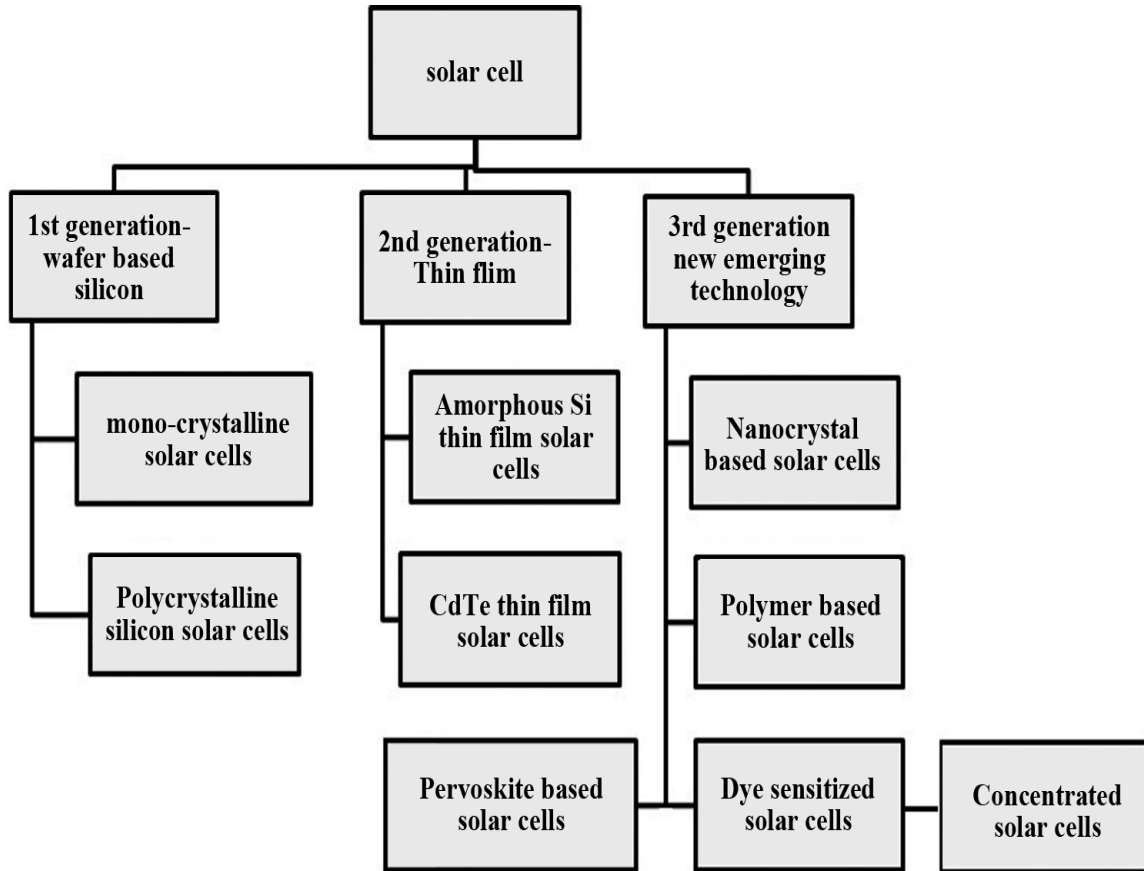 solar cell
1st generation-
wafer based
silicon
2nd generation-
Thin flim
3rd generation
new emerging
technology
mono-crystalline
solar cells
Amorphous Si
thin film solar
cells
Nanocrystal
based solar cells
Polycrystalline
silicon solar cells
CdTe thin film
solar cells
Polymer based
solar cells
Pervoskite based
solar cells
Dye sensitized
solar cells
Concentrated
solar cells